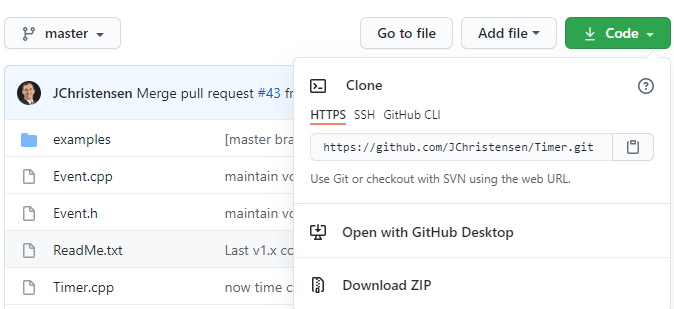 master
Go to file
Add file
Code
JChristensen Merge pull request #43 fr
Clone
HTTPS SSH GitHub CLI
https://github.com/JChristensen/Timer.git
Use Git or checkout with SVN using the web URL.
Open with GitHub Desktop
Download ZIP
examples
[master bra
Event.cpp
maintain vo
Event.h
maintain vo
ReadMe.txt
Last v1.x co
Timer.cpp
now time c